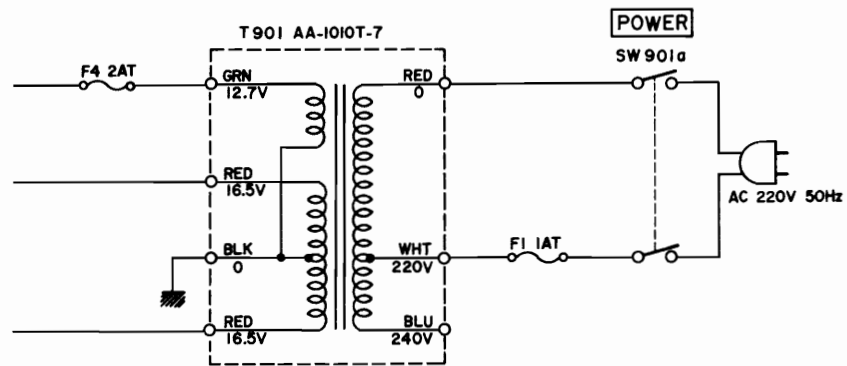 T901 AA-1010T-7
POWER
SW901a
F4 2AT
GRN
12.7V
RED
0
RED
16.5V
AC 220V 50Hz
BLK
0
WHT
220V
F1 1AT
RED
16.5V
BLU
240V